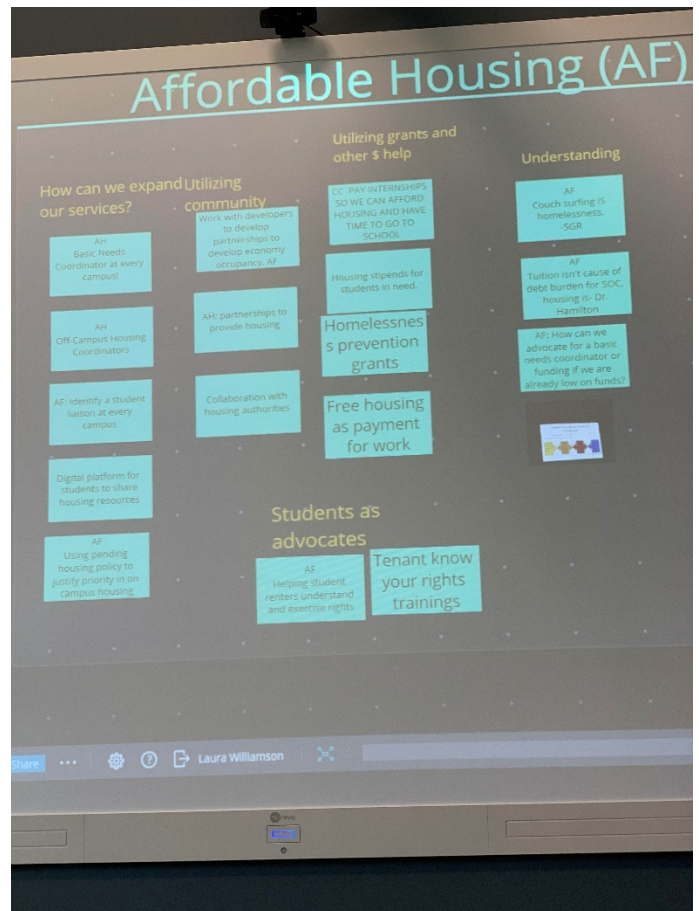 Affordable Housing (AF)
How can we expand
our services?
AH
Basic Needs
Coordinator at every
campus!
AH
Off-Campus Housing
Coordinators
AF: Identify a student
liaison at every
campus
Digital platform for
students to share
housing resources
AF
Using pending
housing policy to
justify priority in on
campus housing
Utilizing
community
Work with developers
to develop
partnerships to
develop economy
occupancy. AF
AH: partnerships to
provide housing
Collaboration with
housing authorities
Utilizing grants and
other $ help
CC PAY INTERNSHIPS
SO WE CAN AFFORD
HOUSING AND HAVE
TIME TO GO TO
SCHOOL
Housing stipends for
students in need.
Homelessnes
s prevention
grants
Free housing
as payment
for work
Understanding
AF
Couch surfing is
homelessness.
-SGR
AF
Tuition isn't cause of
debt burden for SOC,
housing is- Dr.
Hamilton
AF: How can we
advocate for a basic
needs coordinator or
funding if we are
already low on funds?
Students as
advocates
AF
Helping student
renters understand
and exercise rights
Tenant know
your rights
trainings
Share
Laura Williamson